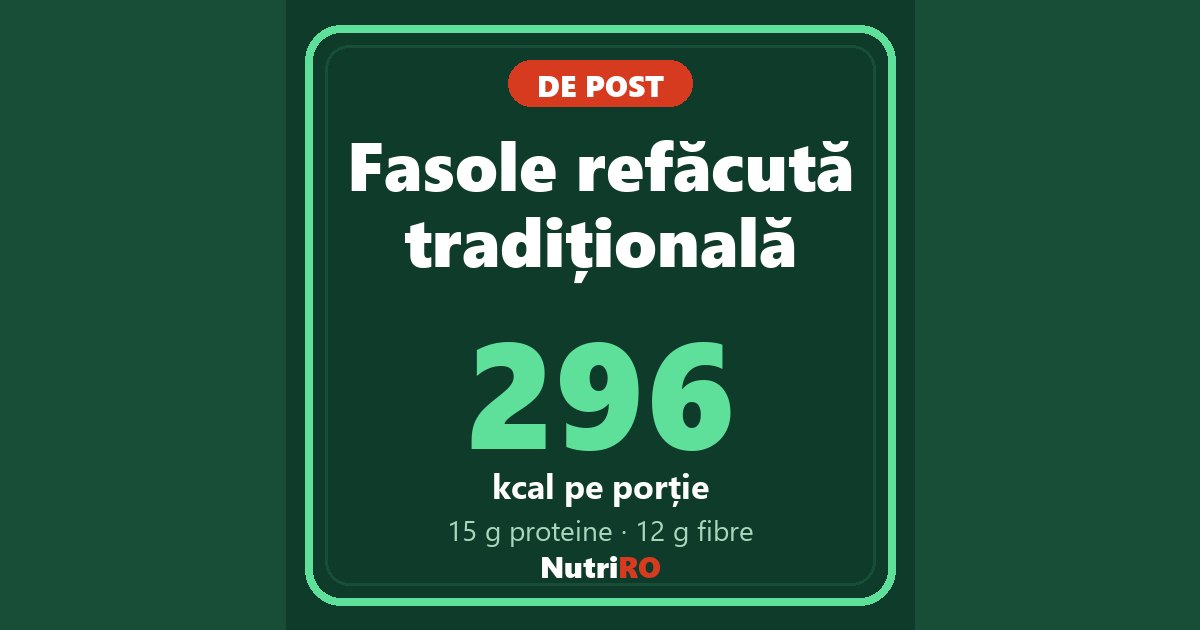 DE POST
Fasole refăcută
tradițională
296
kcal pe porție
15 g proteine · 12 g fibre
NutriRO